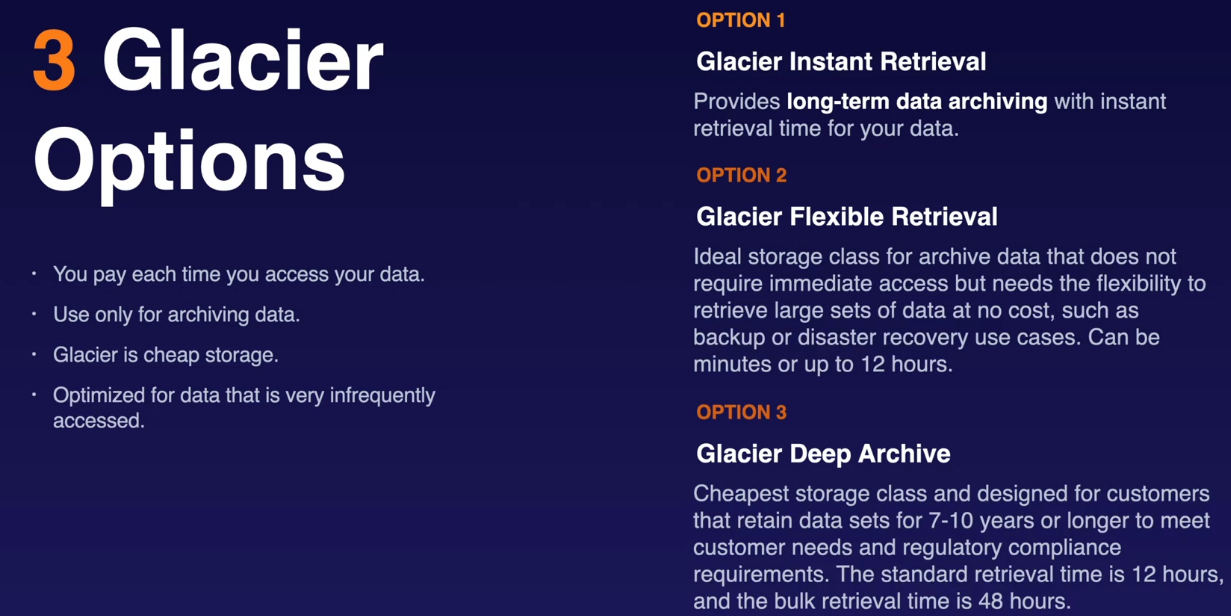 3 Glacier
Options
· You pay each time you access your data.
· Use only for archiving data.
· Glacier is cheap storage.
· Optimized for data that is very infrequently
accessed.
OPTION 1
Glacier Instant Retrieval
Provides long-term data archiving with instant
retrieval time for your data.
OPTION 2
Glacier Flexible Retrieval
Ideal storage class for archive data that does not
require immediate access but needs the flexibility to
retrieve large sets of data at no cost, such as
backup or disaster recovery use cases. Can be
minutes or up to 12 hours.
OPTION 3
Glacier Deep Archive
Cheapest storage class and designed for customers
that retain data sets for 7-10 years or longer to meet
customer needs and regulatory compliance
requirements. The standard retrieval time is 12 hours,
and the bulk retrieval time is 48 hours.